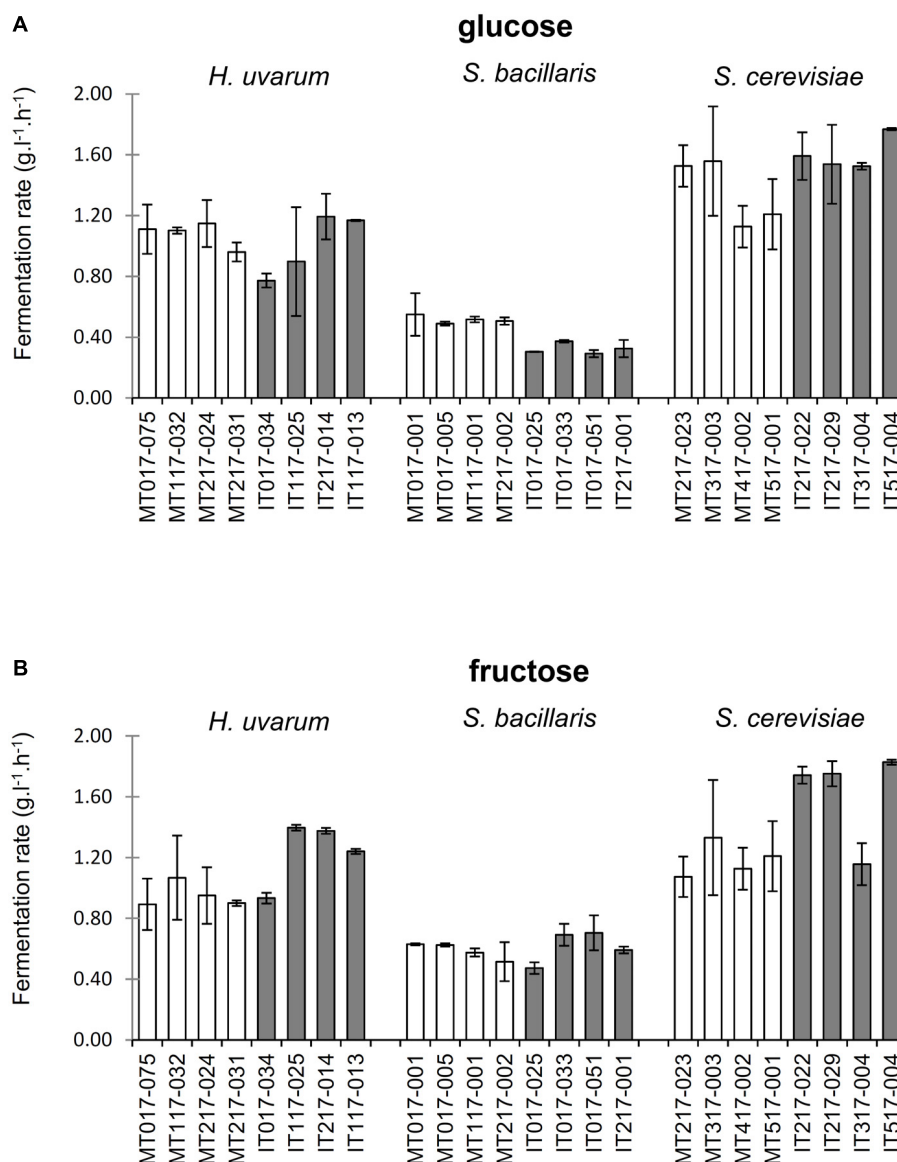 A
glucose
H. uvarum S. bacillaris S. cerevisiae
Fermentation rate (g.l-1.h-1)
2.00
1.60
1.20
0.80
0.40
0.00
MT017-075
MT117-032
MT217-024
MT217-031
IT017-034
IT117-025
IT217-014
IT117-013
MT017-001
MT017-005
MT117-001
MT217-002
IT017-025
IT017-033
IT017-051
IT217-001
MT217-023
MT317-003
MT417-002
MT517-001
IT217-022
IT217-029
IT317-004
IT517-004
B
fructose
H. uvarum S. bacillaris S. cerevisiae
Fermentation rate (g.l-1.h-1)
2.00
1.60
1.20
0.80
0.40
0.00
MT017-075
MT117-032
MT217-024
MT217-031
IT017-034
IT117-025
IT217-014
IT117-013
MT017-001
MT017-005
MT117-001
MT217-002
IT017-025
IT017-033
IT017-051
IT217-001
MT217-023
MT317-003
MT417-002
MT517-001
IT217-022
IT217-029
IT317-004
IT517-004